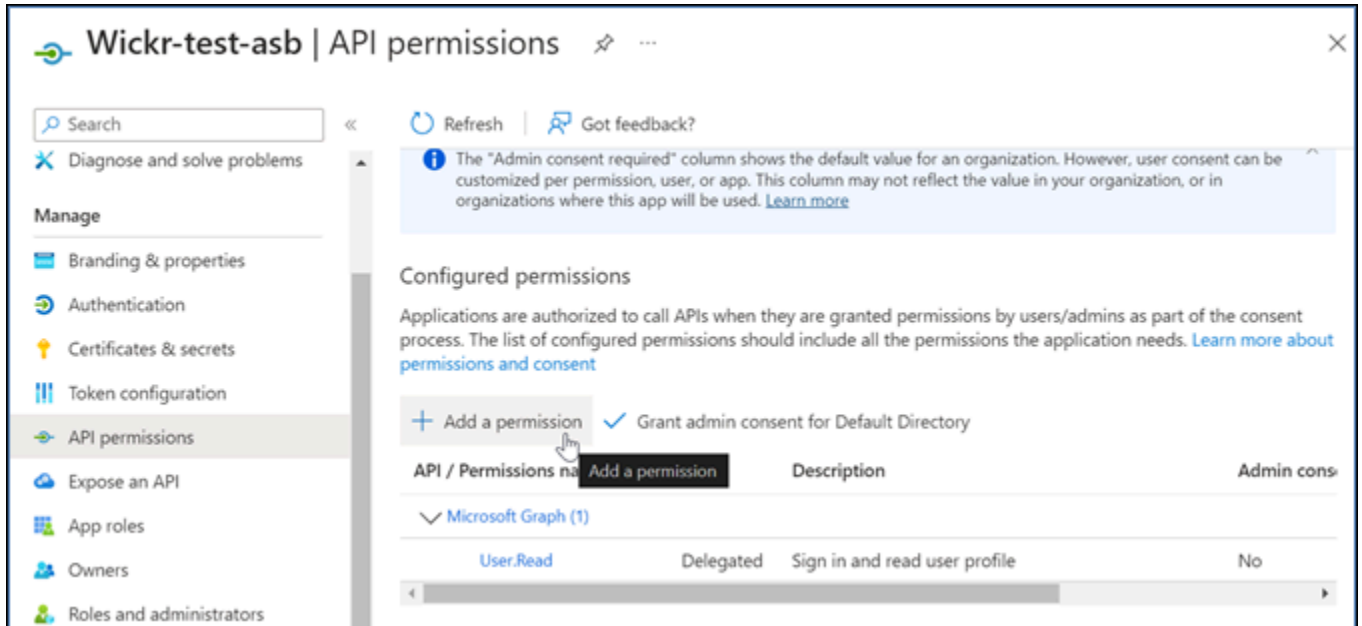 Wickr-test-asb | API permissions
Search
Refresh
Got feedback?
Diagnose and solve problems
Manage
Branding & properties
Authentication
Certificates & secrets
Token configuration
API permissions
Expose an API
App roles
Owners
Roles and administrators
The "Admin consent required" column shows the default value for an organization. However, user consent can be
customized per permission, user, or app. This column may not reflect the value in your organization, or in
organizations where this app will be used. Learn more
Configured permissions
Applications are authorized to call APIs when they are granted permissions by users/admins as part of the consent
process. The list of configured permissions should include all the permissions the application needs. Learn more about
permissions and consent
Add a permission
Grant admin consent for Default Directory
Add a permission
API / Permissions na
Description
Admin cons
Microsoft Graph (1)
User.Read
Delegated
Sign in and read user profile
No